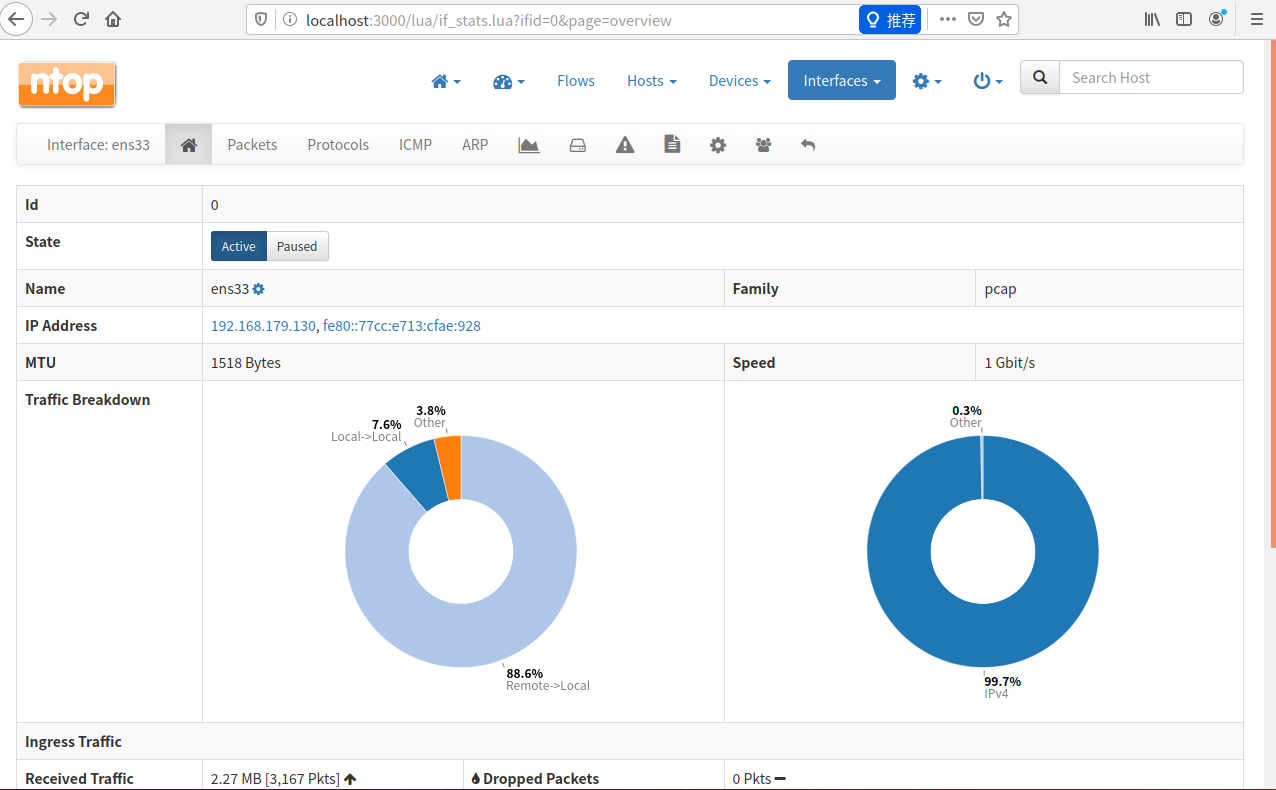 localhost:3000/lua/if_stats.lua?ifid=0&page=overview 推荐
ntop Flows Hosts Devices Interfaces Search Host
Interface: ens33 Packets Protocols ICMP ARP
Id 0
State Active Paused
Name ens33 Family pcap
IP Address 192.168.179.130, fe80::77cc:e713:cfae:928
MTU 1518 Bytes Speed 1 Gbit/s
Traffic Breakdown
3.8%
Other
7.6%
Local->Local
88.6%
Remote->Local
0.3%
Other
99.7%
IPv4
Ingress Traffic
Received Traffic 2.27 MB [3,167 Pkts] Dropped Packets 0 Pkts